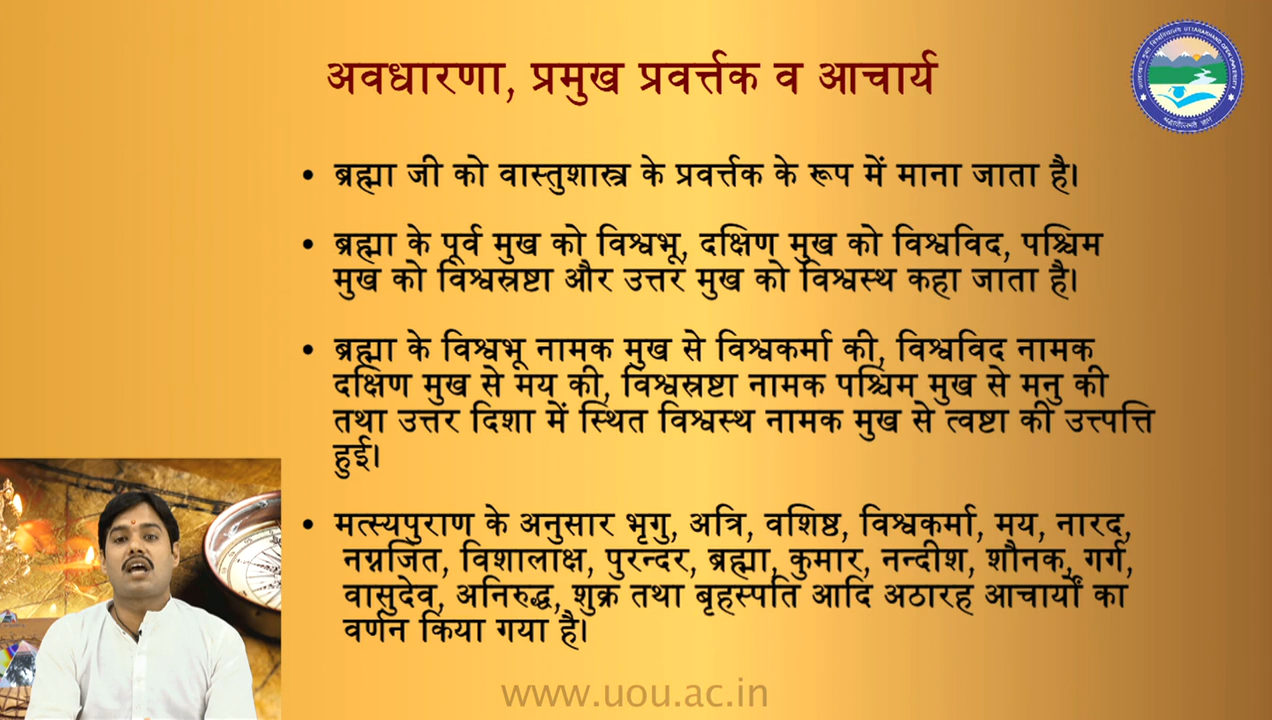 अवधारणा, प्रमुख प्रवर्त्तक व आचार्य
• ब्रह्मा जी को वास्तुशास्त्र के प्रवर्त्तक के रूप में माना जाता है।
• ब्रह्मा के पूर्व मुख को विश्वभू, दक्षिण मुख को विश्वविद, पश्चिम
मुख को विश्वस्रष्टा और उत्तर मुख को विश्वस्थ कहा जाता है।
• ब्रह्मा के विश्वभू नामक मुख से विश्वकर्मा की, विश्वविद नामक
दक्षिण मुख से मय की, विश्वस्रष्टा नामक पश्चिम मुख से मनु की
तथा उत्तर दिशा में स्थित विश्वस्थ नामक मुख से त्वष्टा की उत्त्पत्ति
हुई।
• मत्स्यपुराण के अनुसार भृगु, अत्रि, वशिष्ठ, विश्वकर्मा, मय, नारद,
नग्नजित, विशालाक्ष, पुरन्दर, ब्रह्मा, कुमार, नन्दीश, शौनक, गर्ग,
वासुदेव, अनिरुद्ध, शुक्र तथा बृहस्पति आदि अठारह आचार्यों का
वर्णन किया गया है।
www.uou.ac.in
UTTARAKHAND OPEN UNIVERSITY